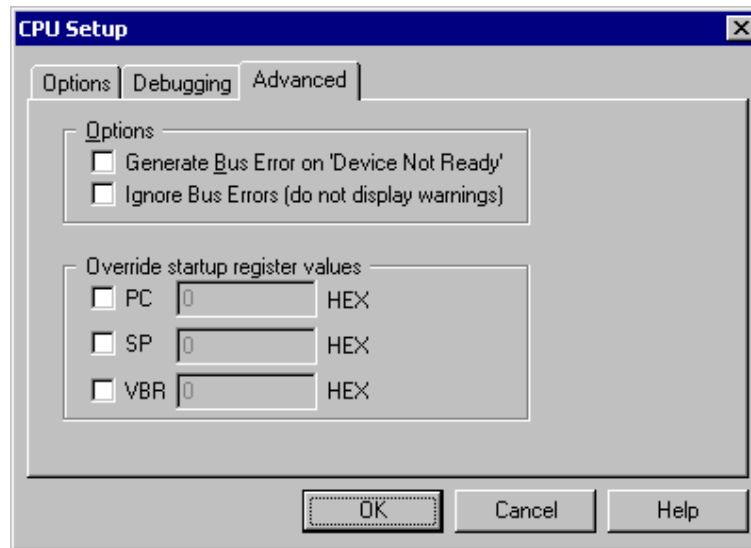 CPU Setup
Options Debugging Advanced
Options
Generate Bus Error on 'Device Not Ready'
Ignore Bus Errors (do not display warnings)
Override startup register values
PC 0 HEX
SP 0 HEX
VBR 0 HEX
OK Cancel Help